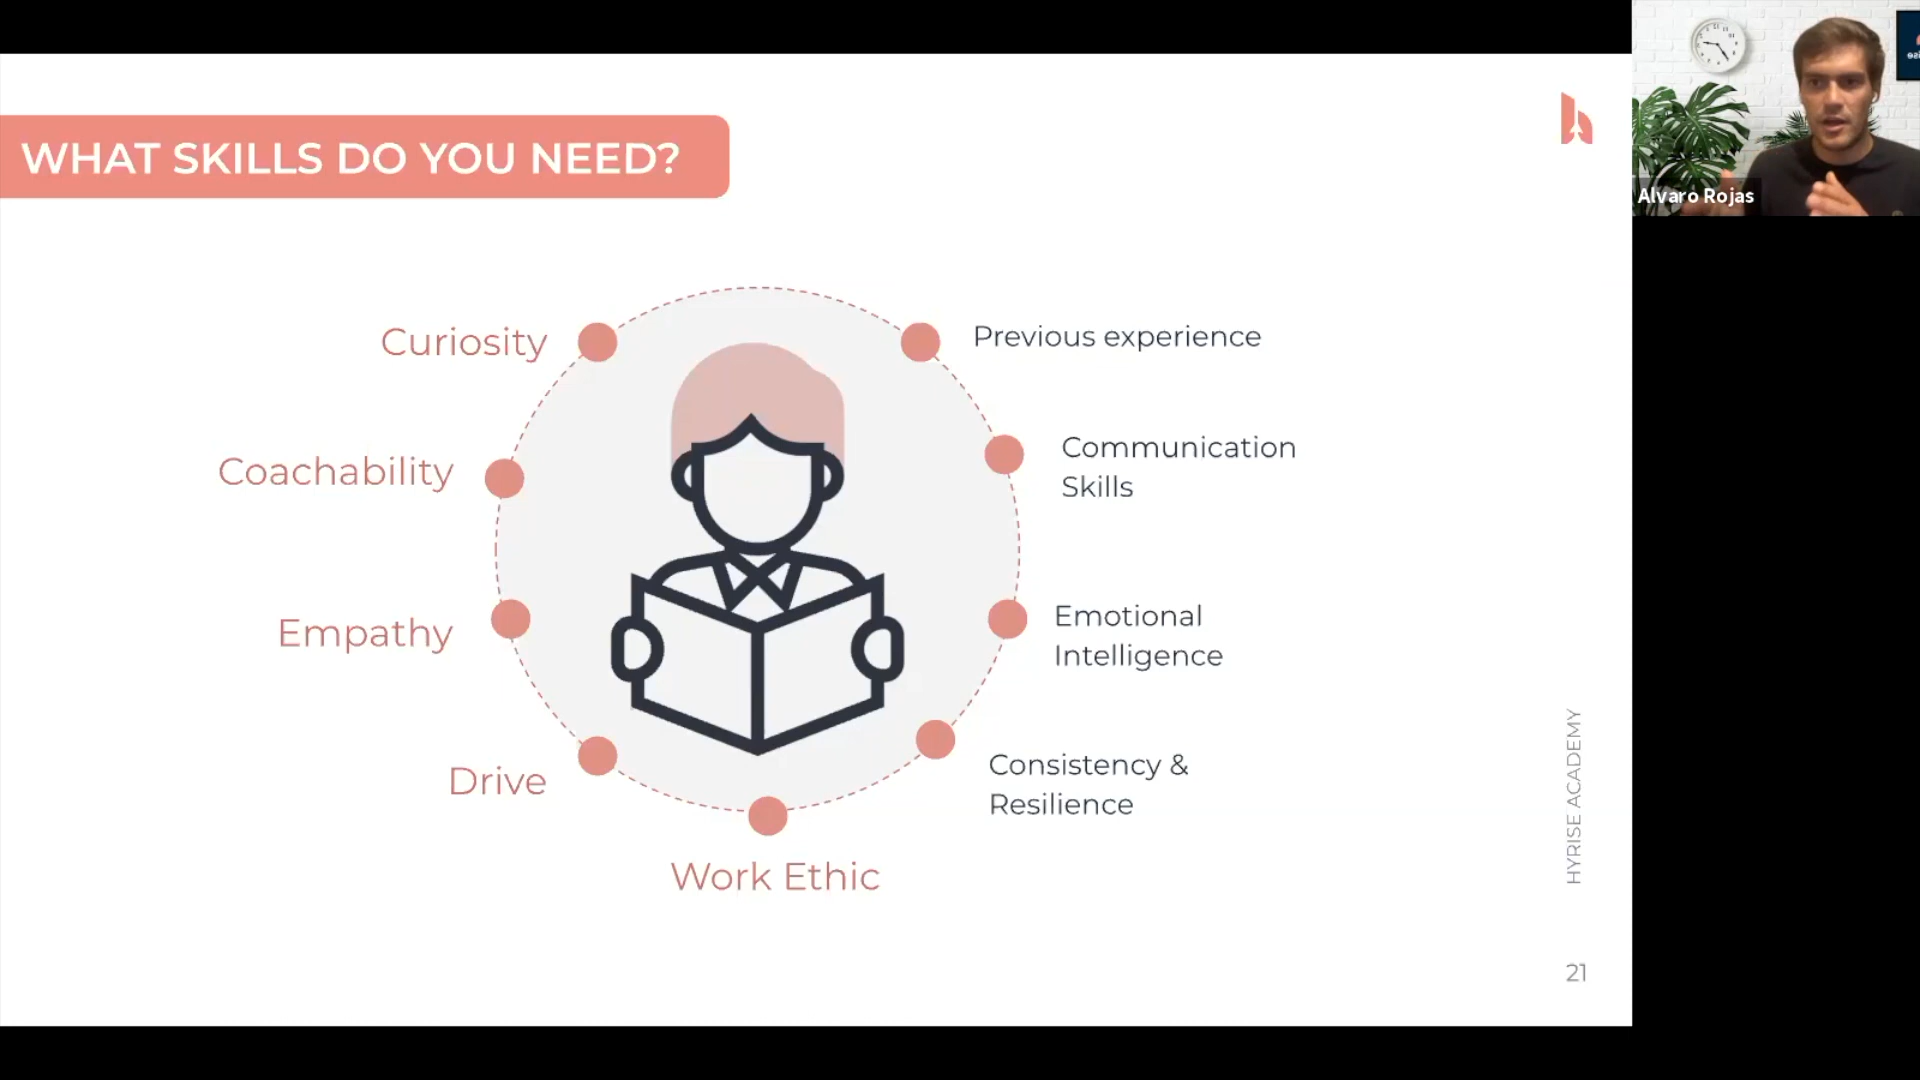 WHAT SKILLS DO YOU NEED?
Alvaro Rojas
Curiosity
Previous experience
Coachability
Communication
Skills
Empathy
Emotional
Intelligence
Drive
Consistency &
Resilience
Work Ethic
HYRISE ACADEMY
21